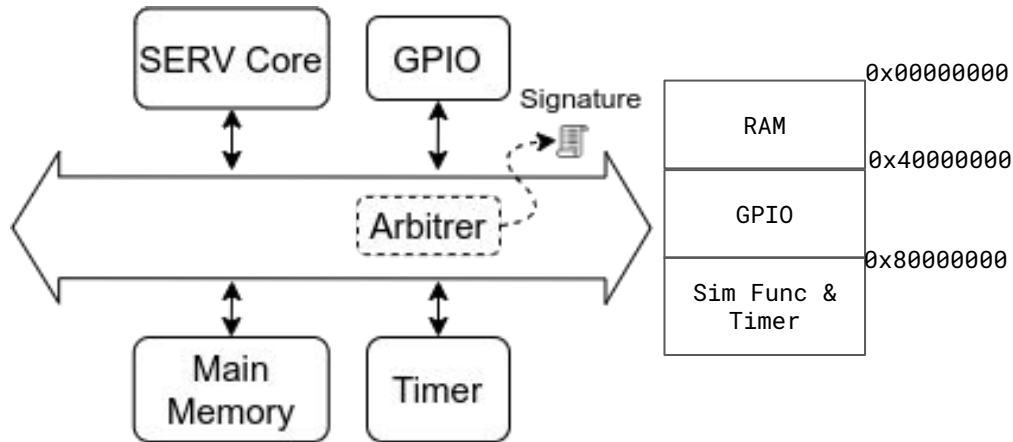 SERV Core
GPIO
Signature
Arbitrer
Main
Memory
Timer
0x00000000
RAM
0x40000000
GPIO
0x80000000
Sim Func &
Timer